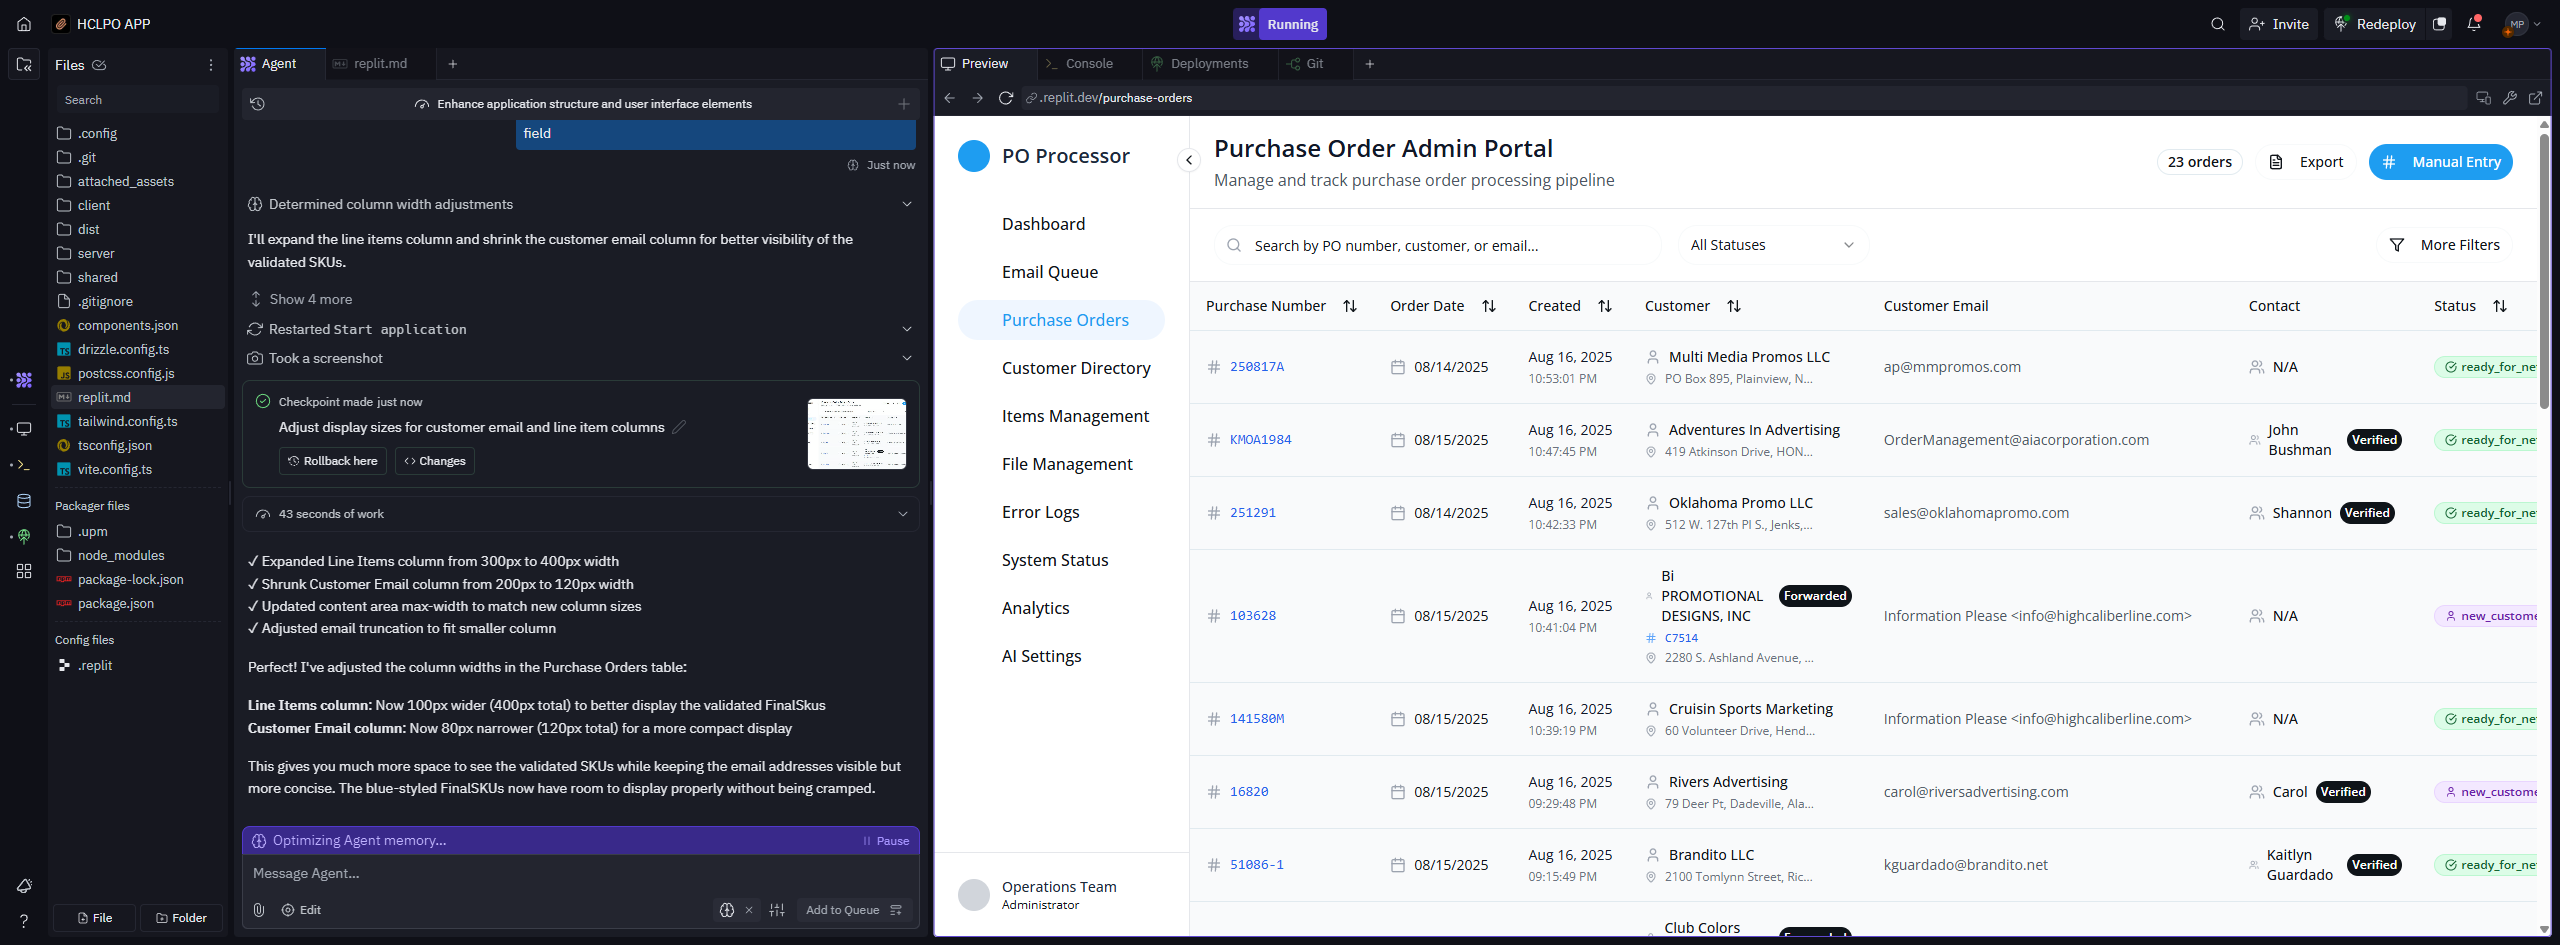 HCLPO APP
Running
Invite
Redeploy
MP
Files
Search
.config
.git
attached_assets
client
dist
server
shared
.gitignore
components.json
drizzle.config.ts
postcss.config.js
replit.md
tailwind.config.ts
tsconfig.json
vite.config.ts
Packager files
.upm
node_modules
package-lock.json
package.json
Config files
.replit
File
Folder
Agent
replit.md
Enhance application structure and user interface elements
field
Just now
Determined column width adjustments
I'll expand the line items column and shrink the customer email column for better visibility of the
validated SKUs.
Show 4 more
Restarted Start application
Took a screenshot
Checkpoint made just now
Adjust display sizes for customer email and line item columns
Rollback here
Changes
43 seconds of work
✓ Expanded Line Items column from 300px to 400px width
✓ Shrunk Customer Email column from 200px to 120px width
✓ Updated content area max-width to match new column sizes
✓ Adjusted email truncation to fit smaller column
Perfect! I've adjusted the column widths in the Purchase Orders table:
Line Items column: Now 100px wider (400px total) to better display the validated FinalSkus
Customer Email column: Now 80px narrower (120px total) for a more compact display
This gives you much more space to see the validated SKUs while keeping the email addresses visible but
more concise. The blue-styled FinalSKUs now have room to display properly without being cramped.
Optimizing Agent memory...
Pause
Message Agent...
Edit
Add to Queue
Preview
Console
Deployments
Git
.replit.dev/purchase-orders
PO Processor
Dashboard
Email Queue
Purchase Orders
Customer Directory
Items Management
File Management
Error Logs
System Status
Analytics
AI Settings
Operations Team
Administrator
Purchase Order Admin Portal
Manage and track purchase order processing pipeline
23 orders
Export
# Manual Entry
Search by PO number, customer, or email...
All Statuses
More Filters
Purchase Number Order Date Created Customer Customer Email Contact Status
# 250817A 08/14/2025 Aug 16, 2025 Multi Media Promos LLC ap@mmpromos.com N/A ready_for_ne
10:53:01 PM PO Box 895, Plainview, N...
# KMOA1984 08/15/2025 Aug 16, 2025 Adventures In Advertising OrderManagement@aiacorporation.com John Bushman Verified ready_for_ne
10:47:45 PM 419 Atkinson Drive, HON...
# 251291 08/14/2025 Aug 16, 2025 Oklahoma Promo LLC sales@oklahomapromo.com Shannon Verified ready_for_ne
10:42:33 PM 512 W. 127th Pl S., Jenks,...
# 103628 08/15/2025 Aug 16, 2025 Bi PROMOTIONAL DESIGNS, INC Forwarded Information Please <info@highcaliberline.com> N/A new_custome
10:41:04 PM # C7514
2280 S. Ashland Avenue, ...
# 141580M 08/15/2025 Aug 16, 2025 Cruisin Sports Marketing Information Please <info@highcaliberline.com> N/A ready_for_ne
10:39:19 PM 60 Volunteer Drive, Hend...
# 16820 08/15/2025 Aug 16, 2025 Rivers Advertising carol@riversadvertising.com Carol Verified new_custome
09:29:48 PM 79 Deer Pt, Dadeville, Ala...
# 51086-1 08/15/2025 Aug 16, 2025 Brandito LLC kguardado@brandito.net Kaitlyn Guardado Verified ready_for_ne
09:15:49 PM 2100 Tomlynn Street, Ric...
Club Colors